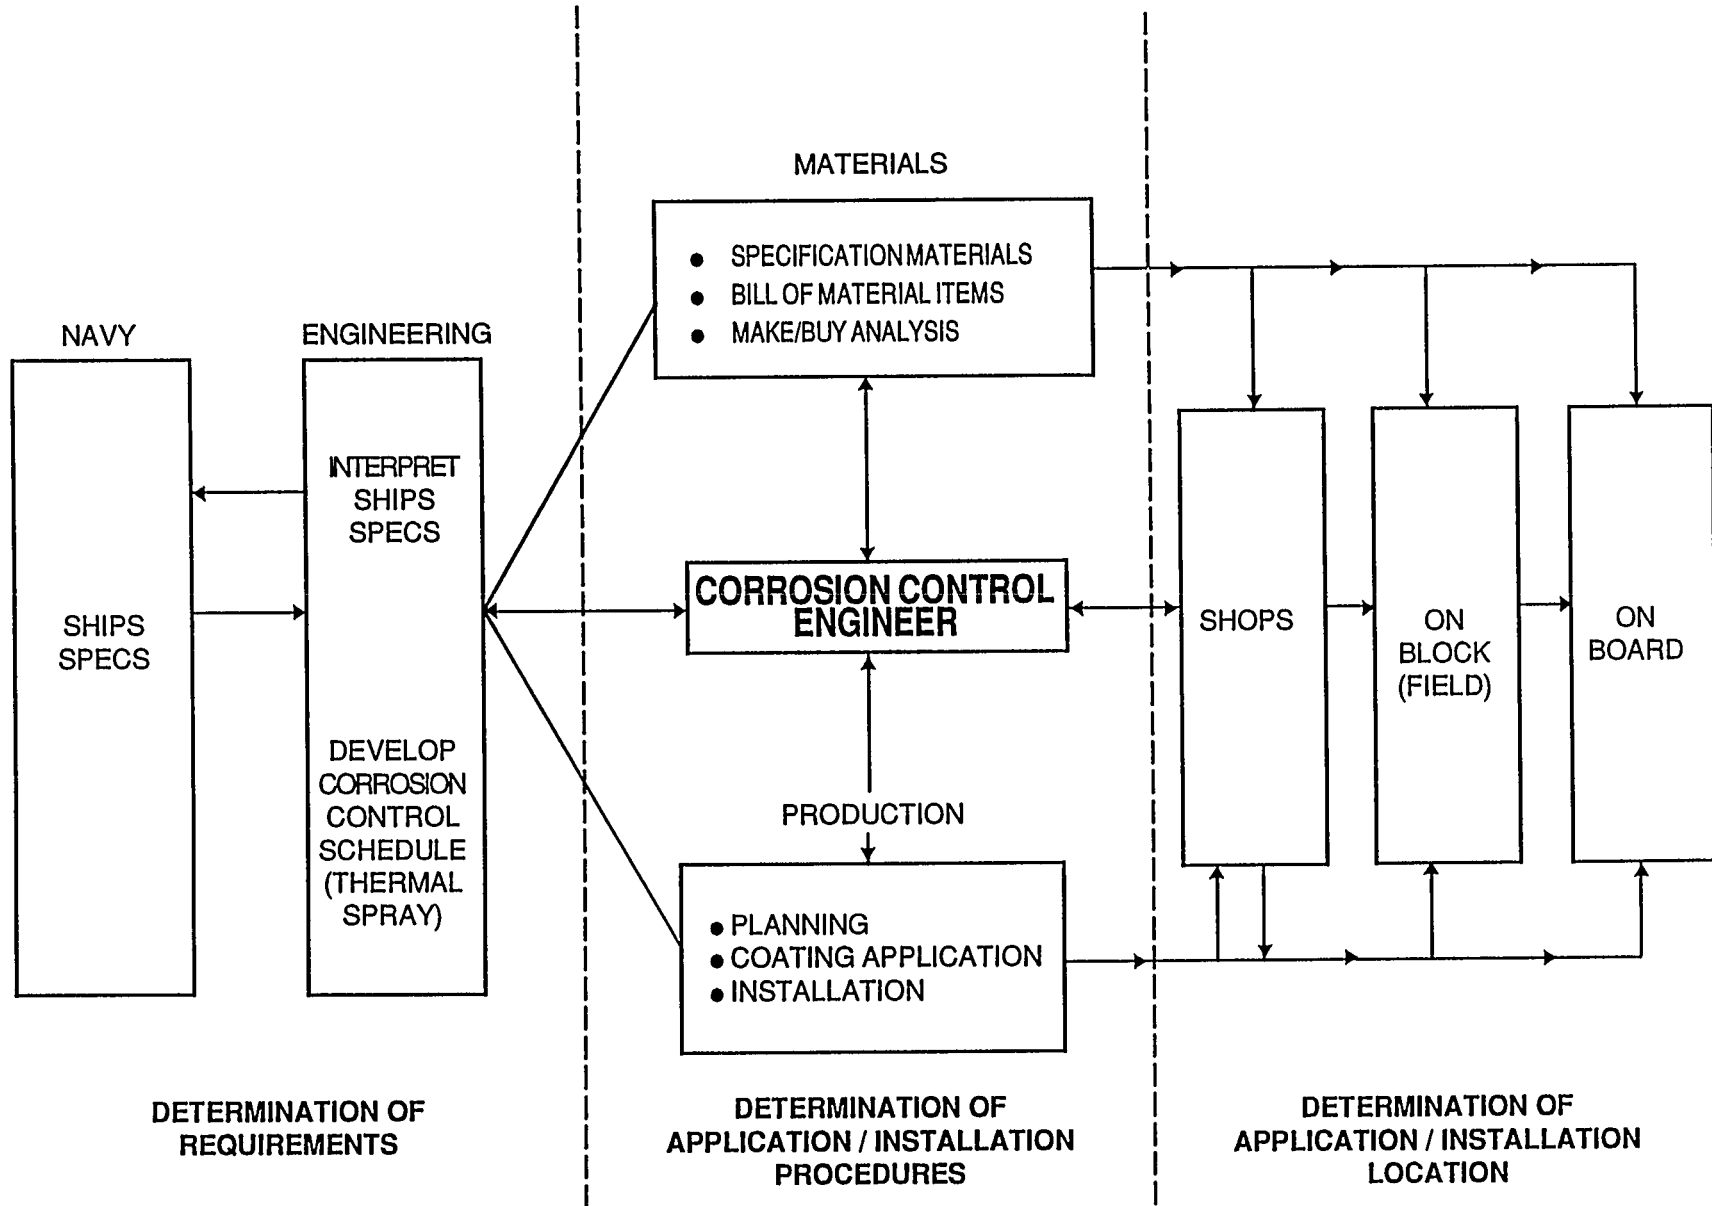 NAVY
SHIPS
SPECS
ENGINEERING
INTERPRET
SHIPS
SPECS
DEVELOP
CORROSION
CONTROL
SCHEDULE
(THERMAL
SPRAY)
DETERMINATION OF
REQUIREMENTS
MATERIALS
● SPECIFICATION MATERIALS
● BILL OF MATERIAL ITEMS
● MAKE/BUY ANALYSIS
CORROSION CONTROL
ENGINEER
PRODUCTION
● PLANNING
● COATING APPLICATION
● INSTALLATION
DETERMINATION OF
APPLICATION / INSTALLATION
PROCEDURES
SHOPS
ON
BLOCK
(FIELD)
ON
BOARD
DETERMINATION OF
APPLICATION / INSTALLATION
LOCATION